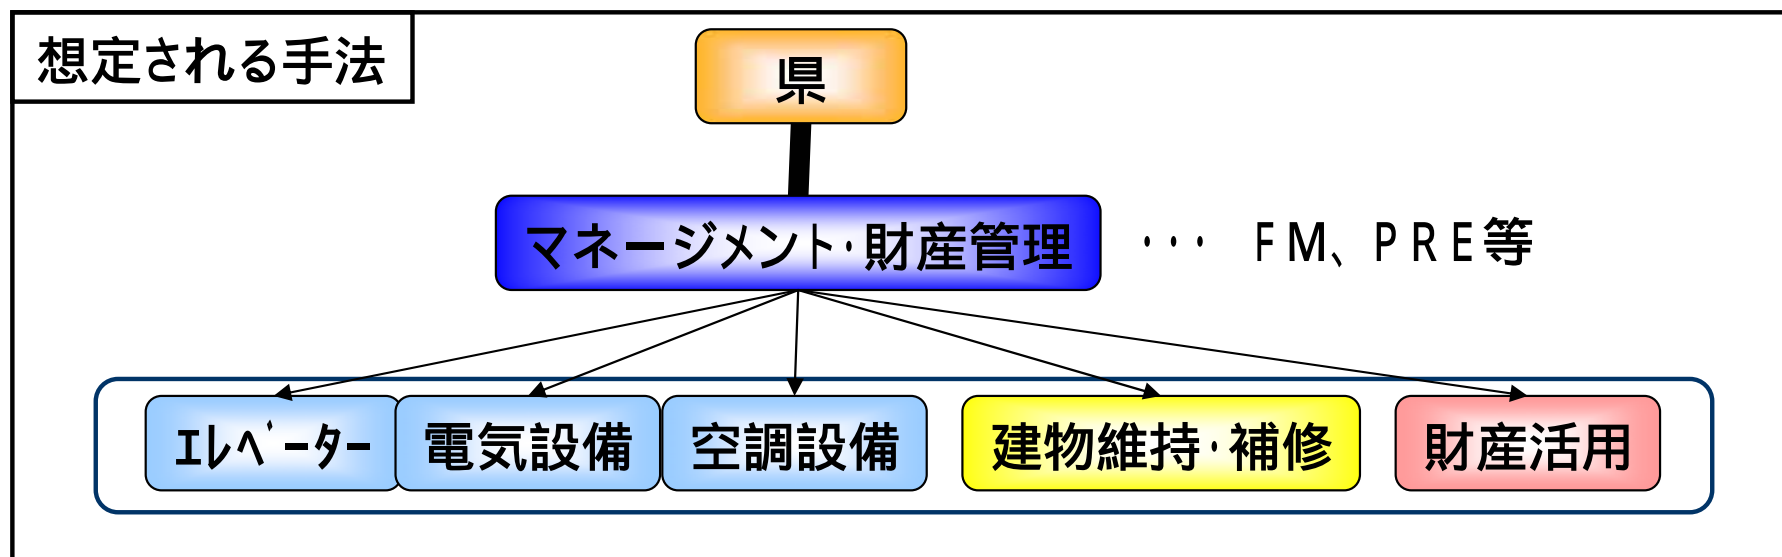 想定される手法
県
マネージメント・財産管理
・・・　ＦＭ、ＰＲＥ等
ｴﾚﾍﾞｰﾀｰ
電気設備
空調設備
建物維持・補修
財産活用